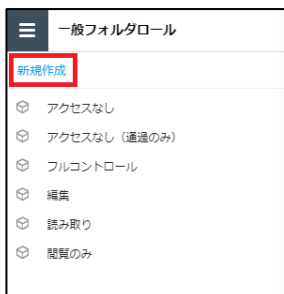 一般フォルダロール
新規作成
アクセスなし
アクセスなし（通過のみ）
フルコントロール
編集
読み取り
閲覧のみ